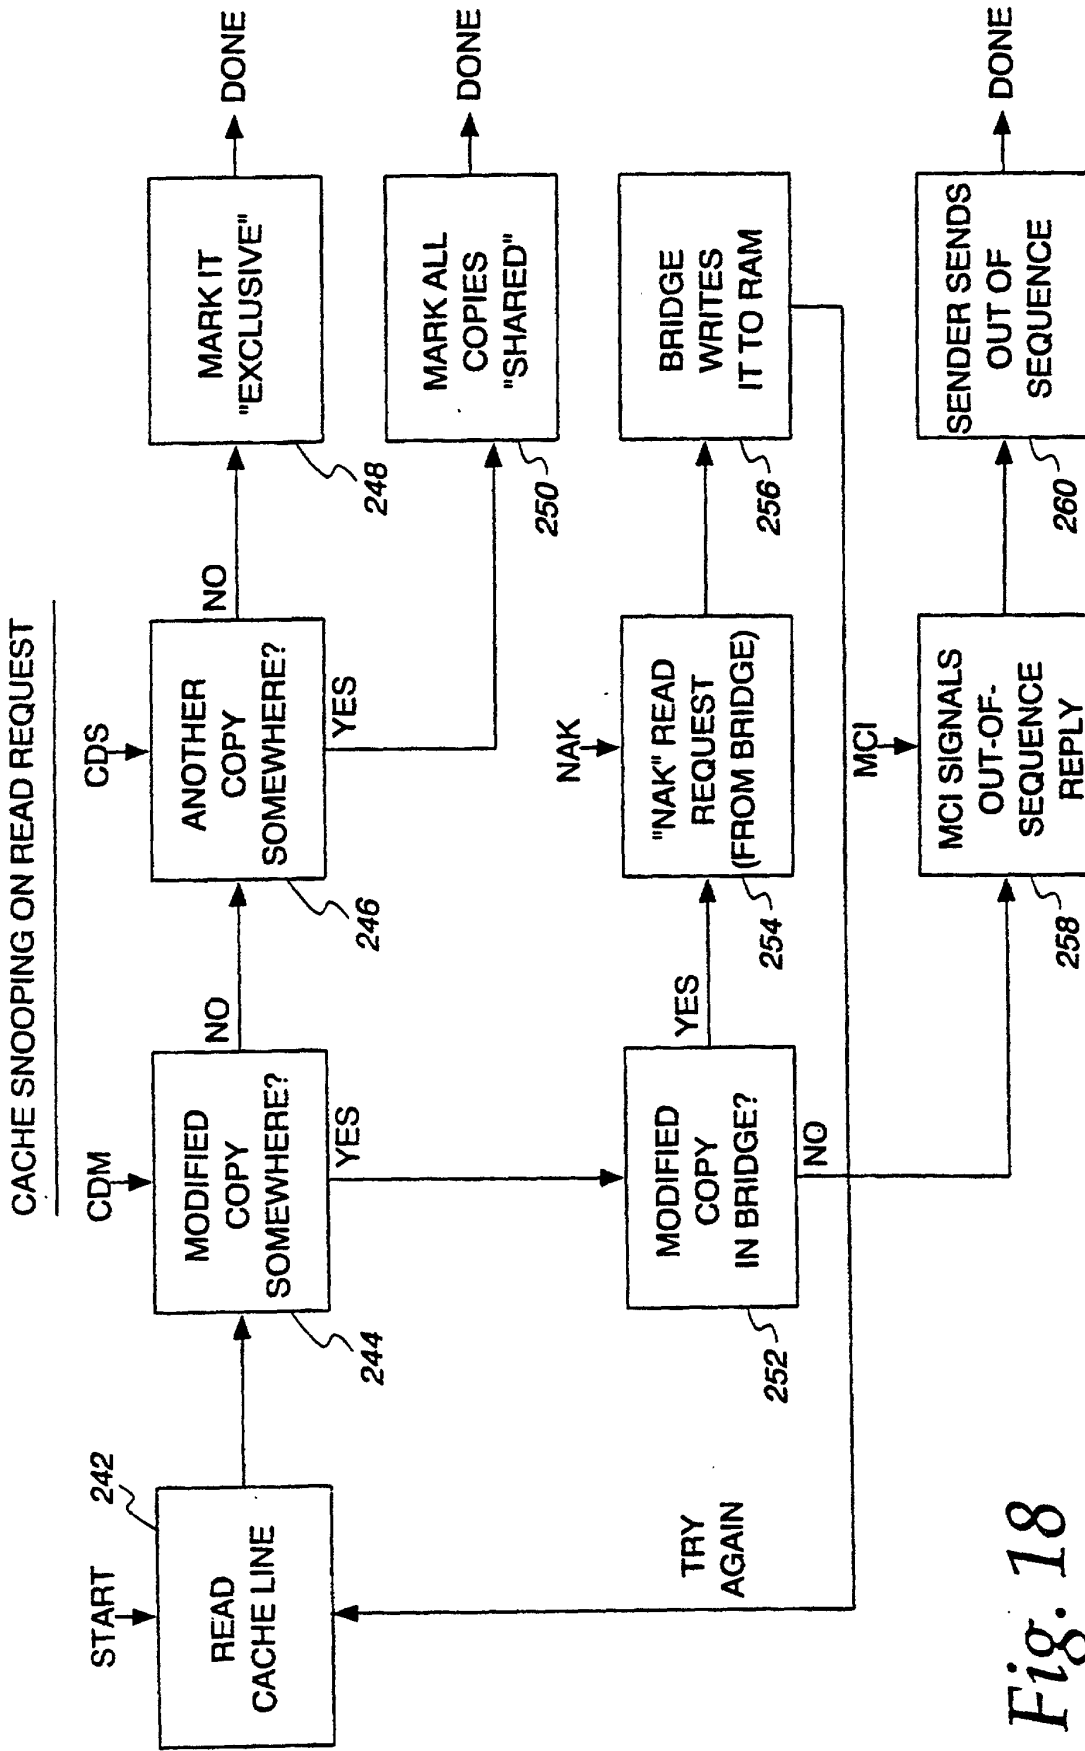 CACHE SNOOPING ON READ REQUEST
START
242
READ
CACHE LINE
CDM
MODIFIED
COPY
SOMEWHERE?
244
NO
YES
CDS
ANOTHER
COPY
SOMEWHERE?
246
NO
YES
MARK IT
"EXCLUSIVE"
248
DONE
MARK ALL
COPIES
"SHARED"
250
DONE
MODIFIED
COPY
IN BRIDGE?
252
YES
NO
NAK
"NAK" READ
REQUEST
(FROM BRIDGE)
254
BRIDGE
WRITES
IT TO RAM
256
TRY
AGAIN
MCI
MCI SIGNALS
OUT-OF-
SEQUENCE
REPLY
258
SENDER SENDS
OUT OF
SEQUENCE
260
DONE
Fig. 18